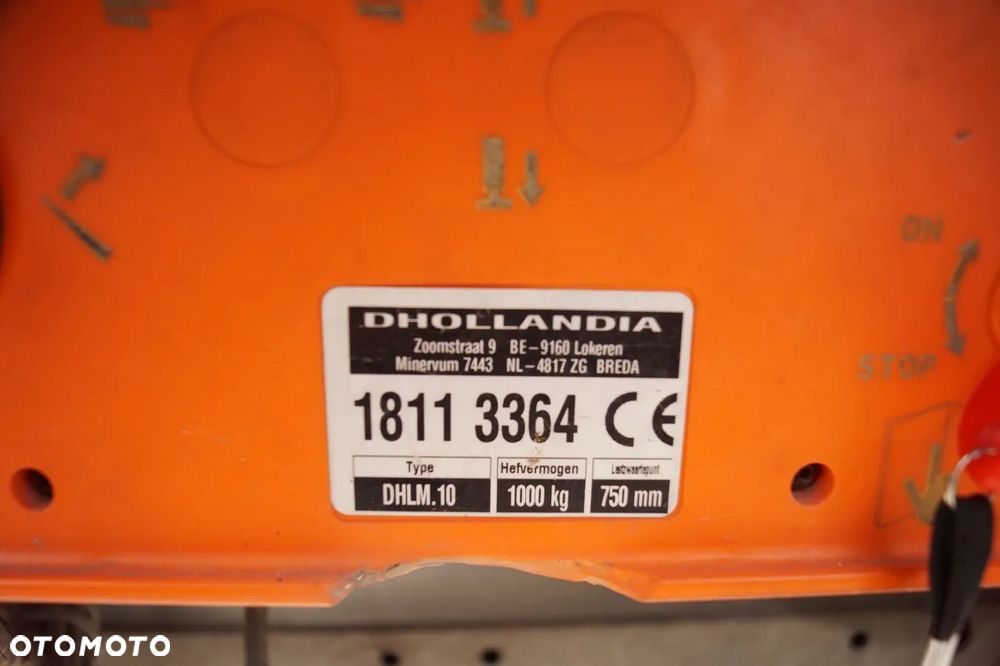 ON
STOP
DHOLLANDIA
Zoomstraat 9 BE-9160 Lokeren
Minervum 7443 NL-4817 ZG BREDA
1811 3364 CE
Type Hefvermogen Lastzwaartepunt
DHLM.10 1000 kg 750 mm
OTOMOTO